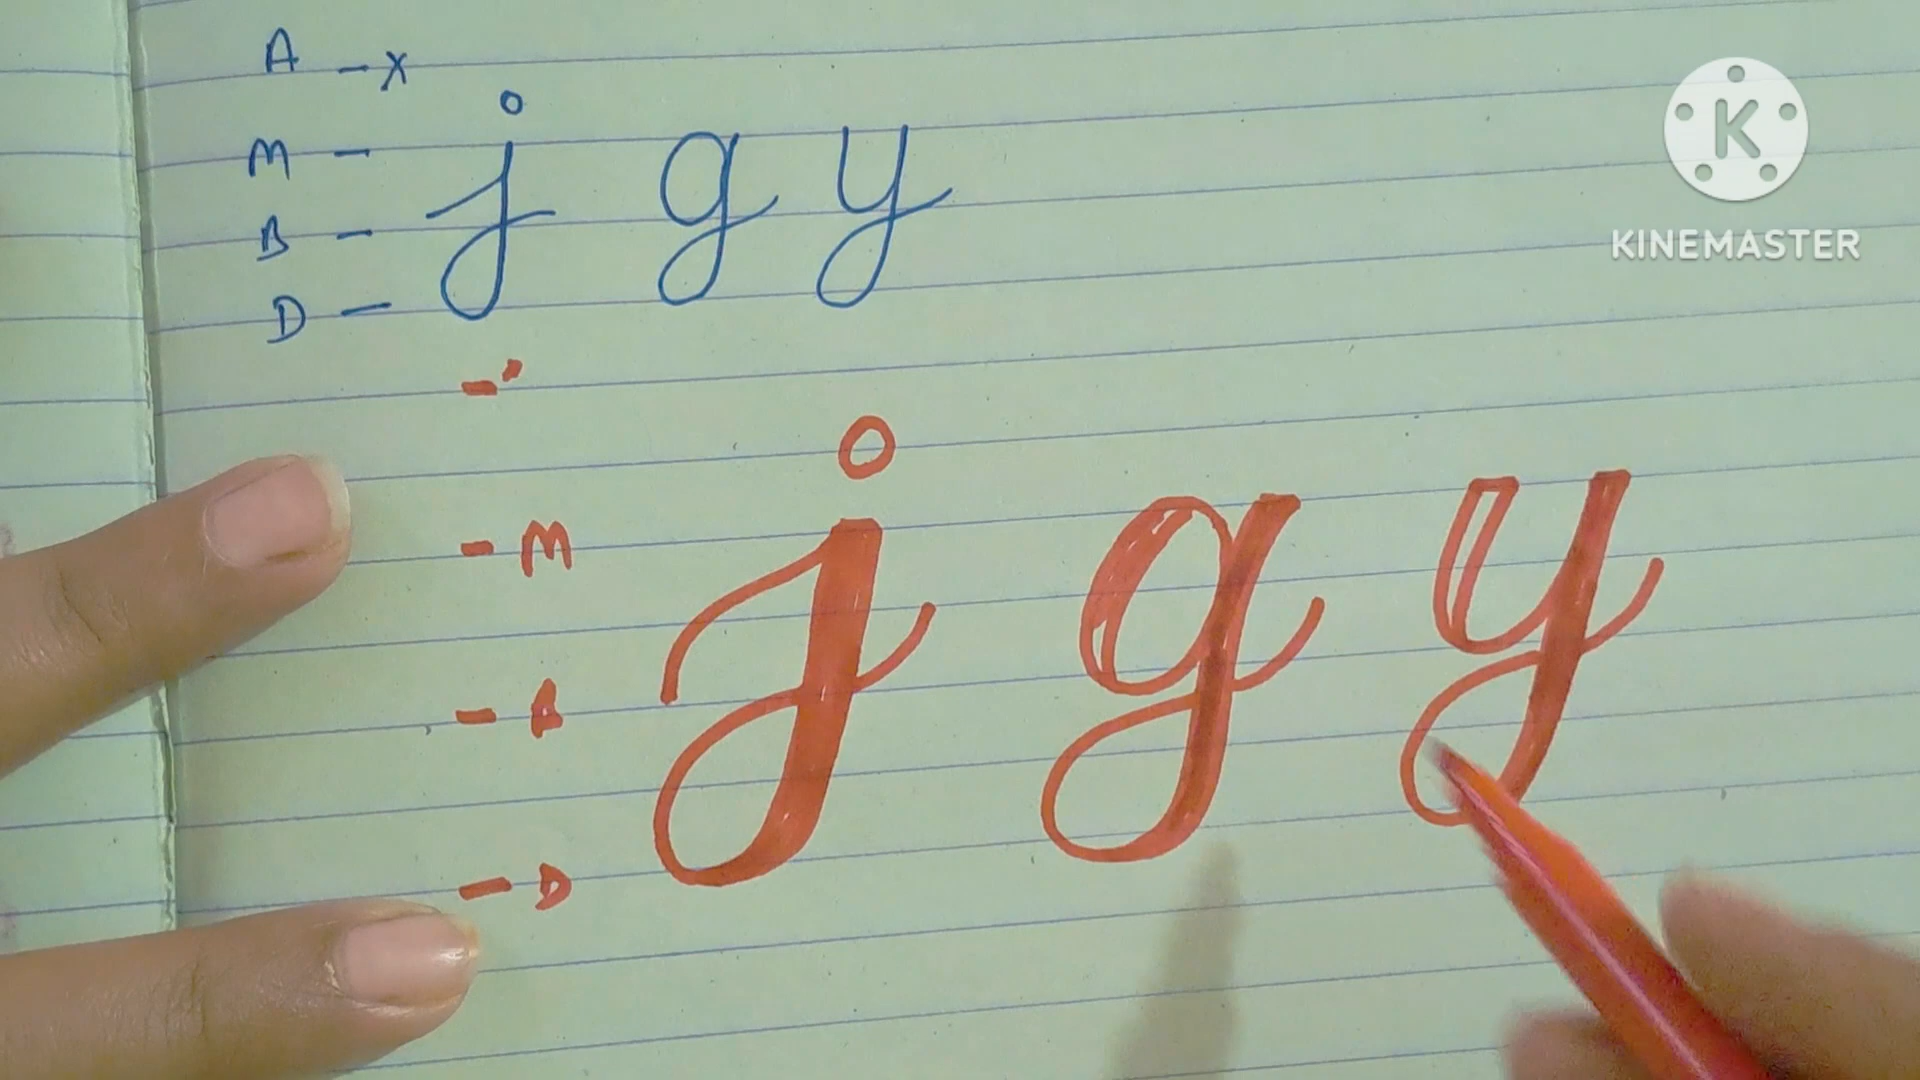 A - X
M - j g y
B -
D -
- M
j g y
- B
- D
K
KINEMASTER